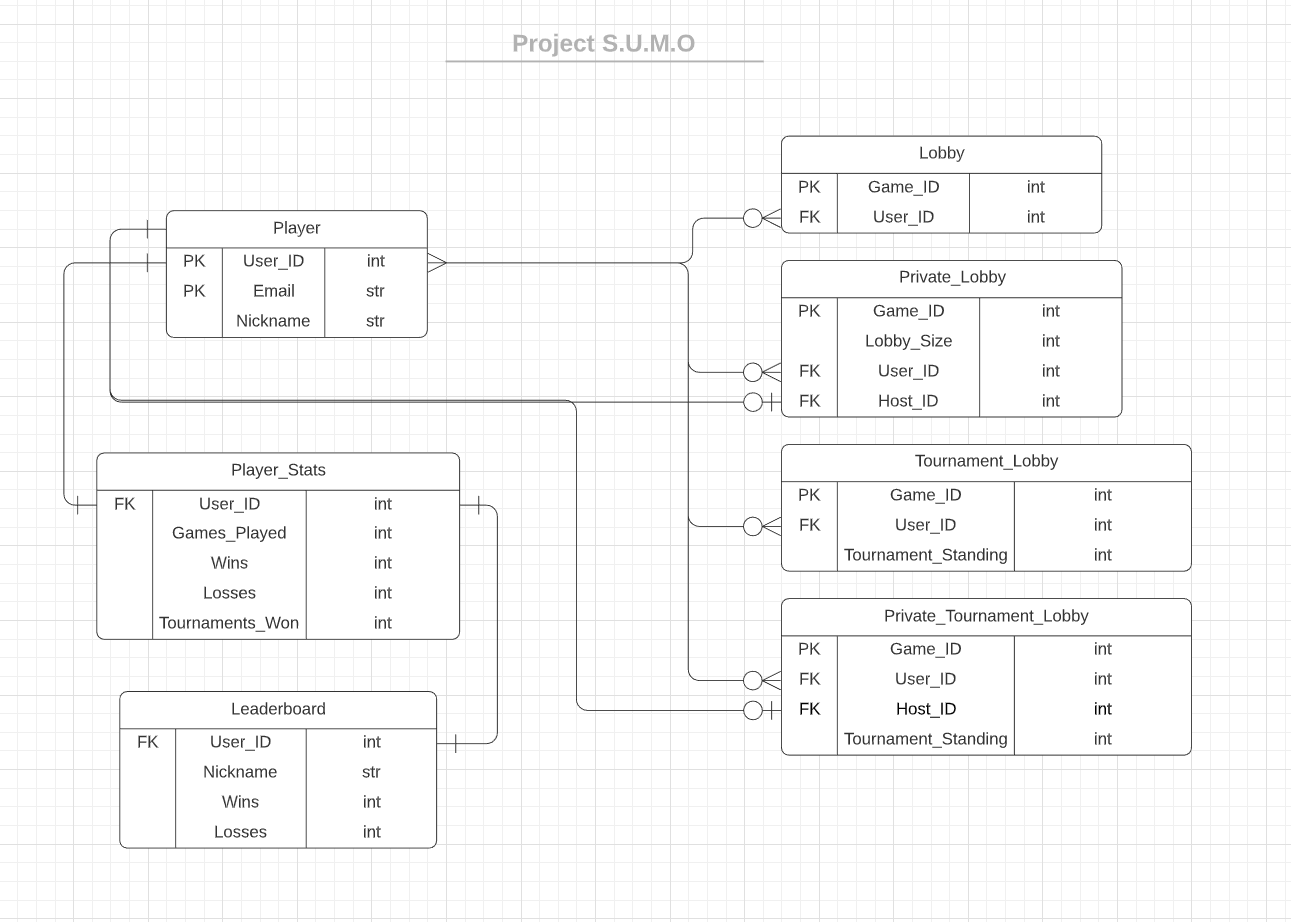 Project S.U.M.O
Player
PK User_ID int
PK Email str
Nickname str
Player_Stats
FK User_ID int
Games_Played int
Wins int
Losses int
Tournaments_Won int
Leaderboard
FK User_ID int
Nickname str
Wins int
Losses int
Lobby
PK Game_ID int
FK User_ID int
Private_Lobby
PK Game_ID int
Lobby_Size int
FK User_ID int
FK Host_ID int
Tournament_Lobby
PK Game_ID int
FK User_ID int
Tournament_Standing int
Private_Tournament_Lobby
PK Game_ID int
FK User_ID int
FK Host_ID int
Tournament_Standing int